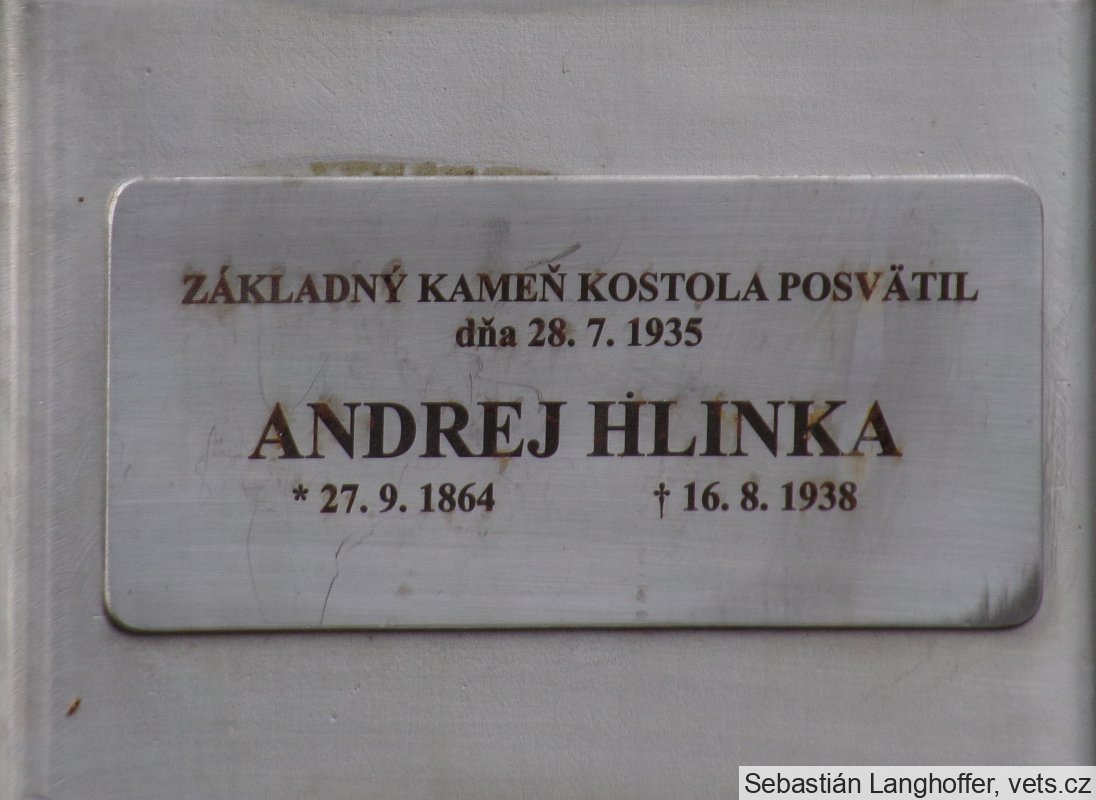 ZÁKLADNÝ KAMEŇ KOSTOLA POSVÄTIL
dňa 28. 7. 1935
ANDREJ HLINKA
* 27. 9. 1864 † 16. 8. 1938
Sebastián Langhoffer, vets.cz